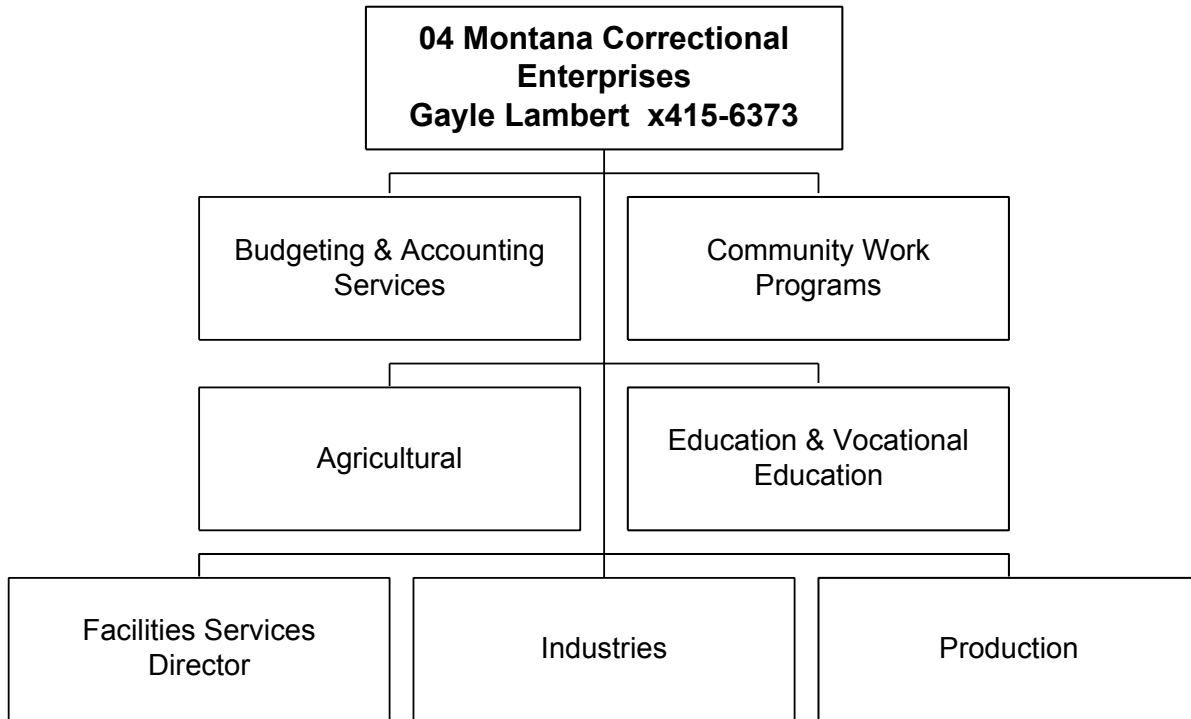 04 Montana Correctional
Enterprises
Gayle Lambert x415-6373
Budgeting & Accounting
Services
Community Work
Programs
Agricultural
Education & Vocational
Education
Facilities Services
Director
Industries
Production